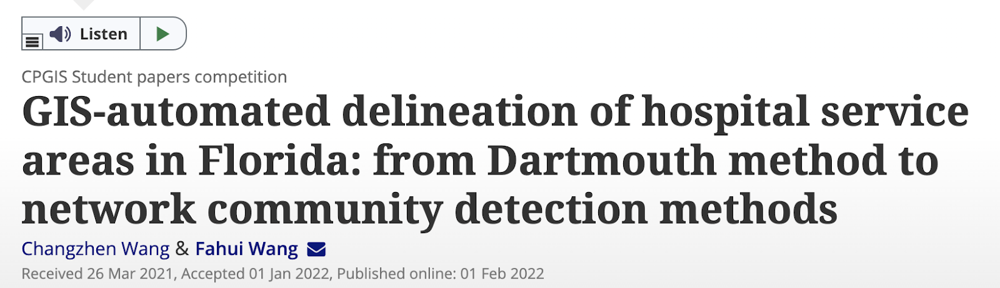 Listen
CPGIS Student papers competition
GIS-automated delineation of hospital service
areas in Florida: from Dartmouth method to
network community detection methods
Changzhen Wang & Fahui Wang
Received 26 Mar 2021, Accepted 01 Jan 2022, Published online: 01 Feb 2022